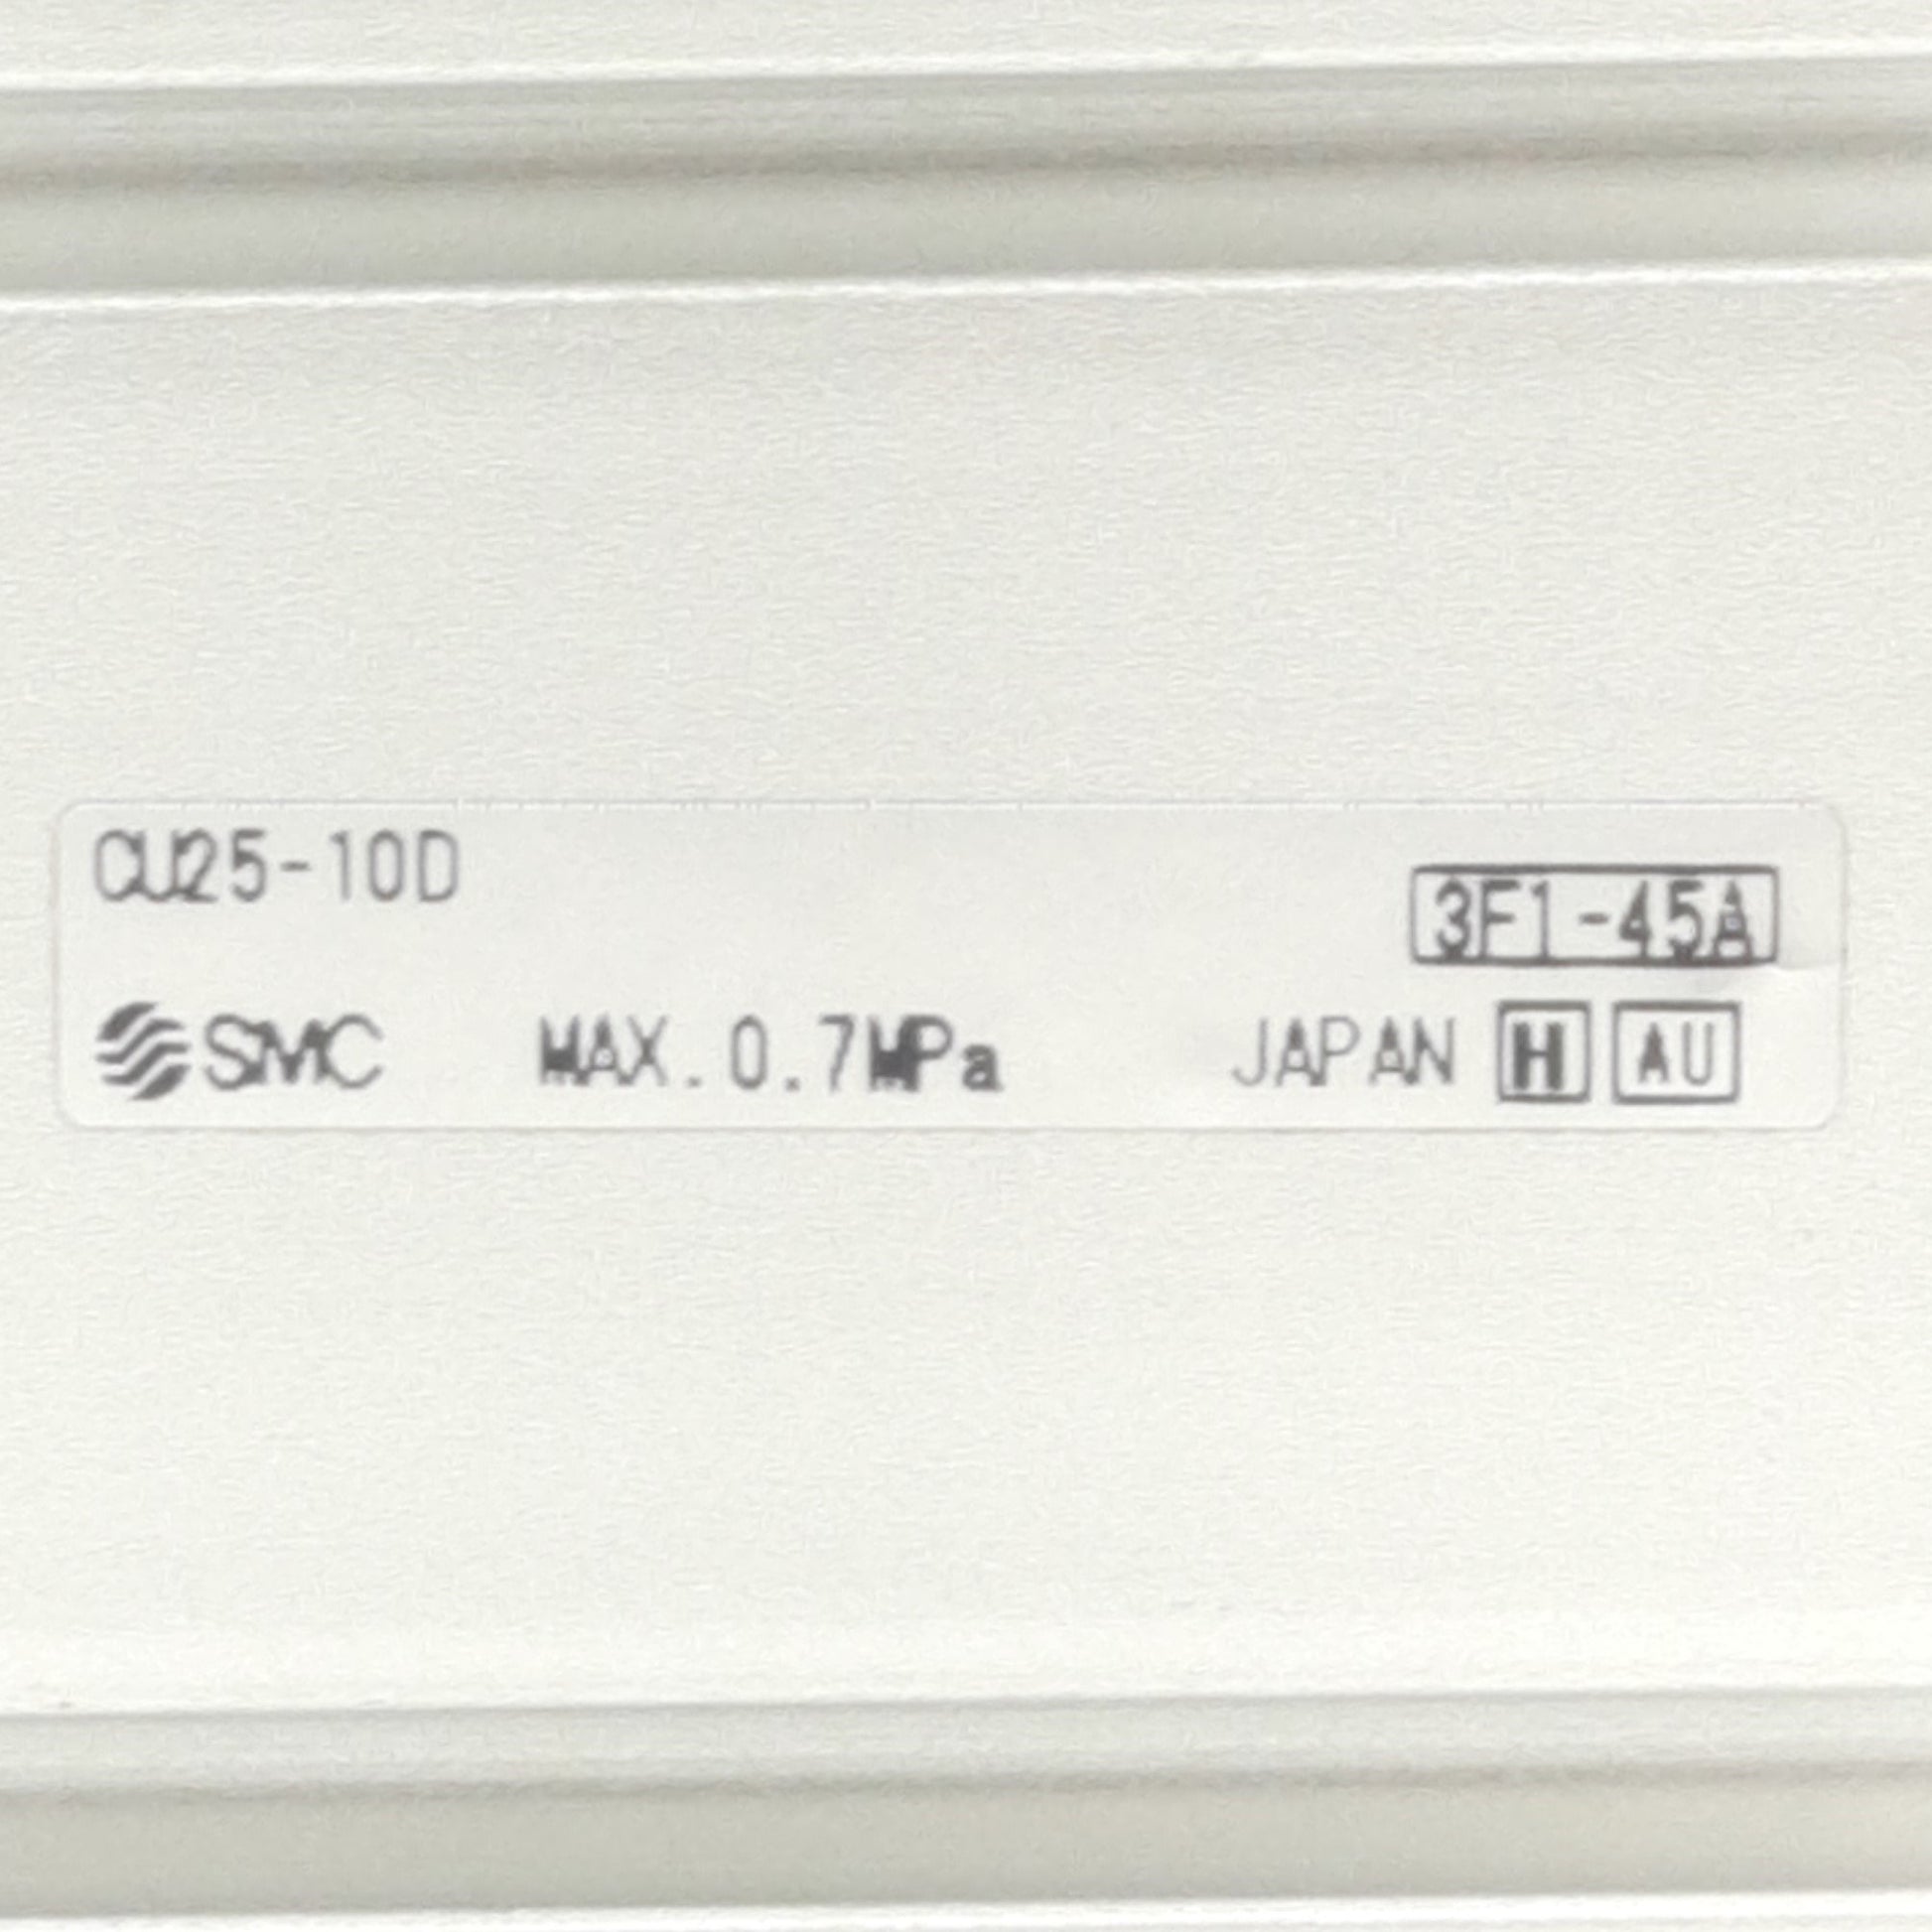 CU25-10D
3F1-45A
SMC MAX.0.7MPa JAPAN H AU